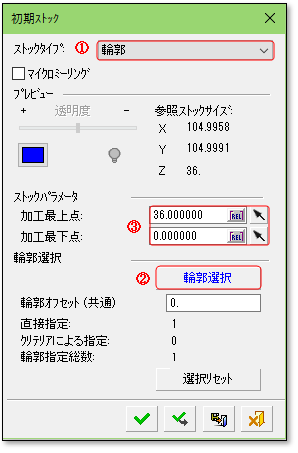 初期ストック
ストックタイプ: ① 輪郭
マイクロミーリング
プレビュー
+ 透明度 - 参照ストックサイズ:
X 104.9958
Y 104.9991
Z 36.
ストックパラメータ
加工最上点: 36.000000 REL
③
加工最下点: 0.000000 REL
輪郭選択
② 輪郭選択
輪郭オフセット (共通) 0.
直接指定: 1
クリテリアによる指定: 0
輪郭指定総数: 1
選択リセット